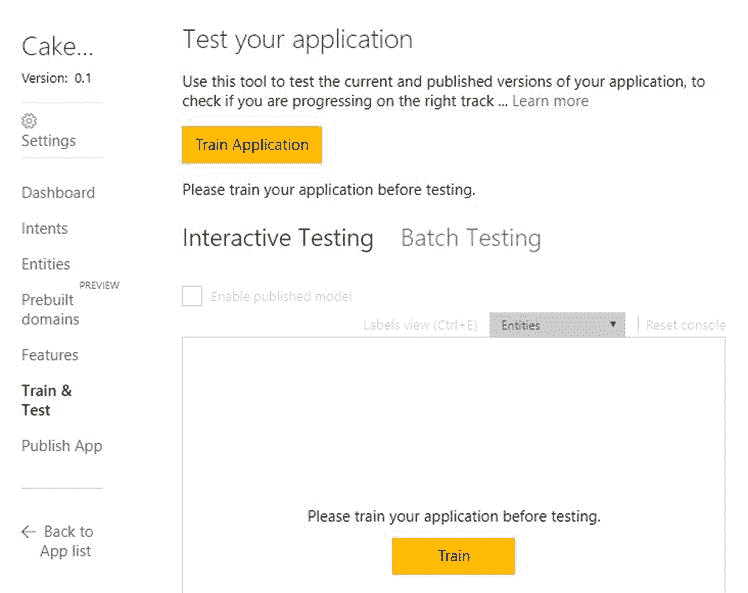 Cake...
Version: 0.1
Settings
Dashboard
Intents
Entities
PREVIEW
Prebuilt
domains
Features
Train &
Test
Publish App
← Back to
App list
Test your application
Use this tool to test the current and published versions of your application, to
check if you are progressing on the right track ... Learn more
Train Application
Please train your application before testing.
Interactive Testing Batch Testing
Enable published model
Labels view (Ctrl+E) Entities Reset console
Please train your application before testing.
Train